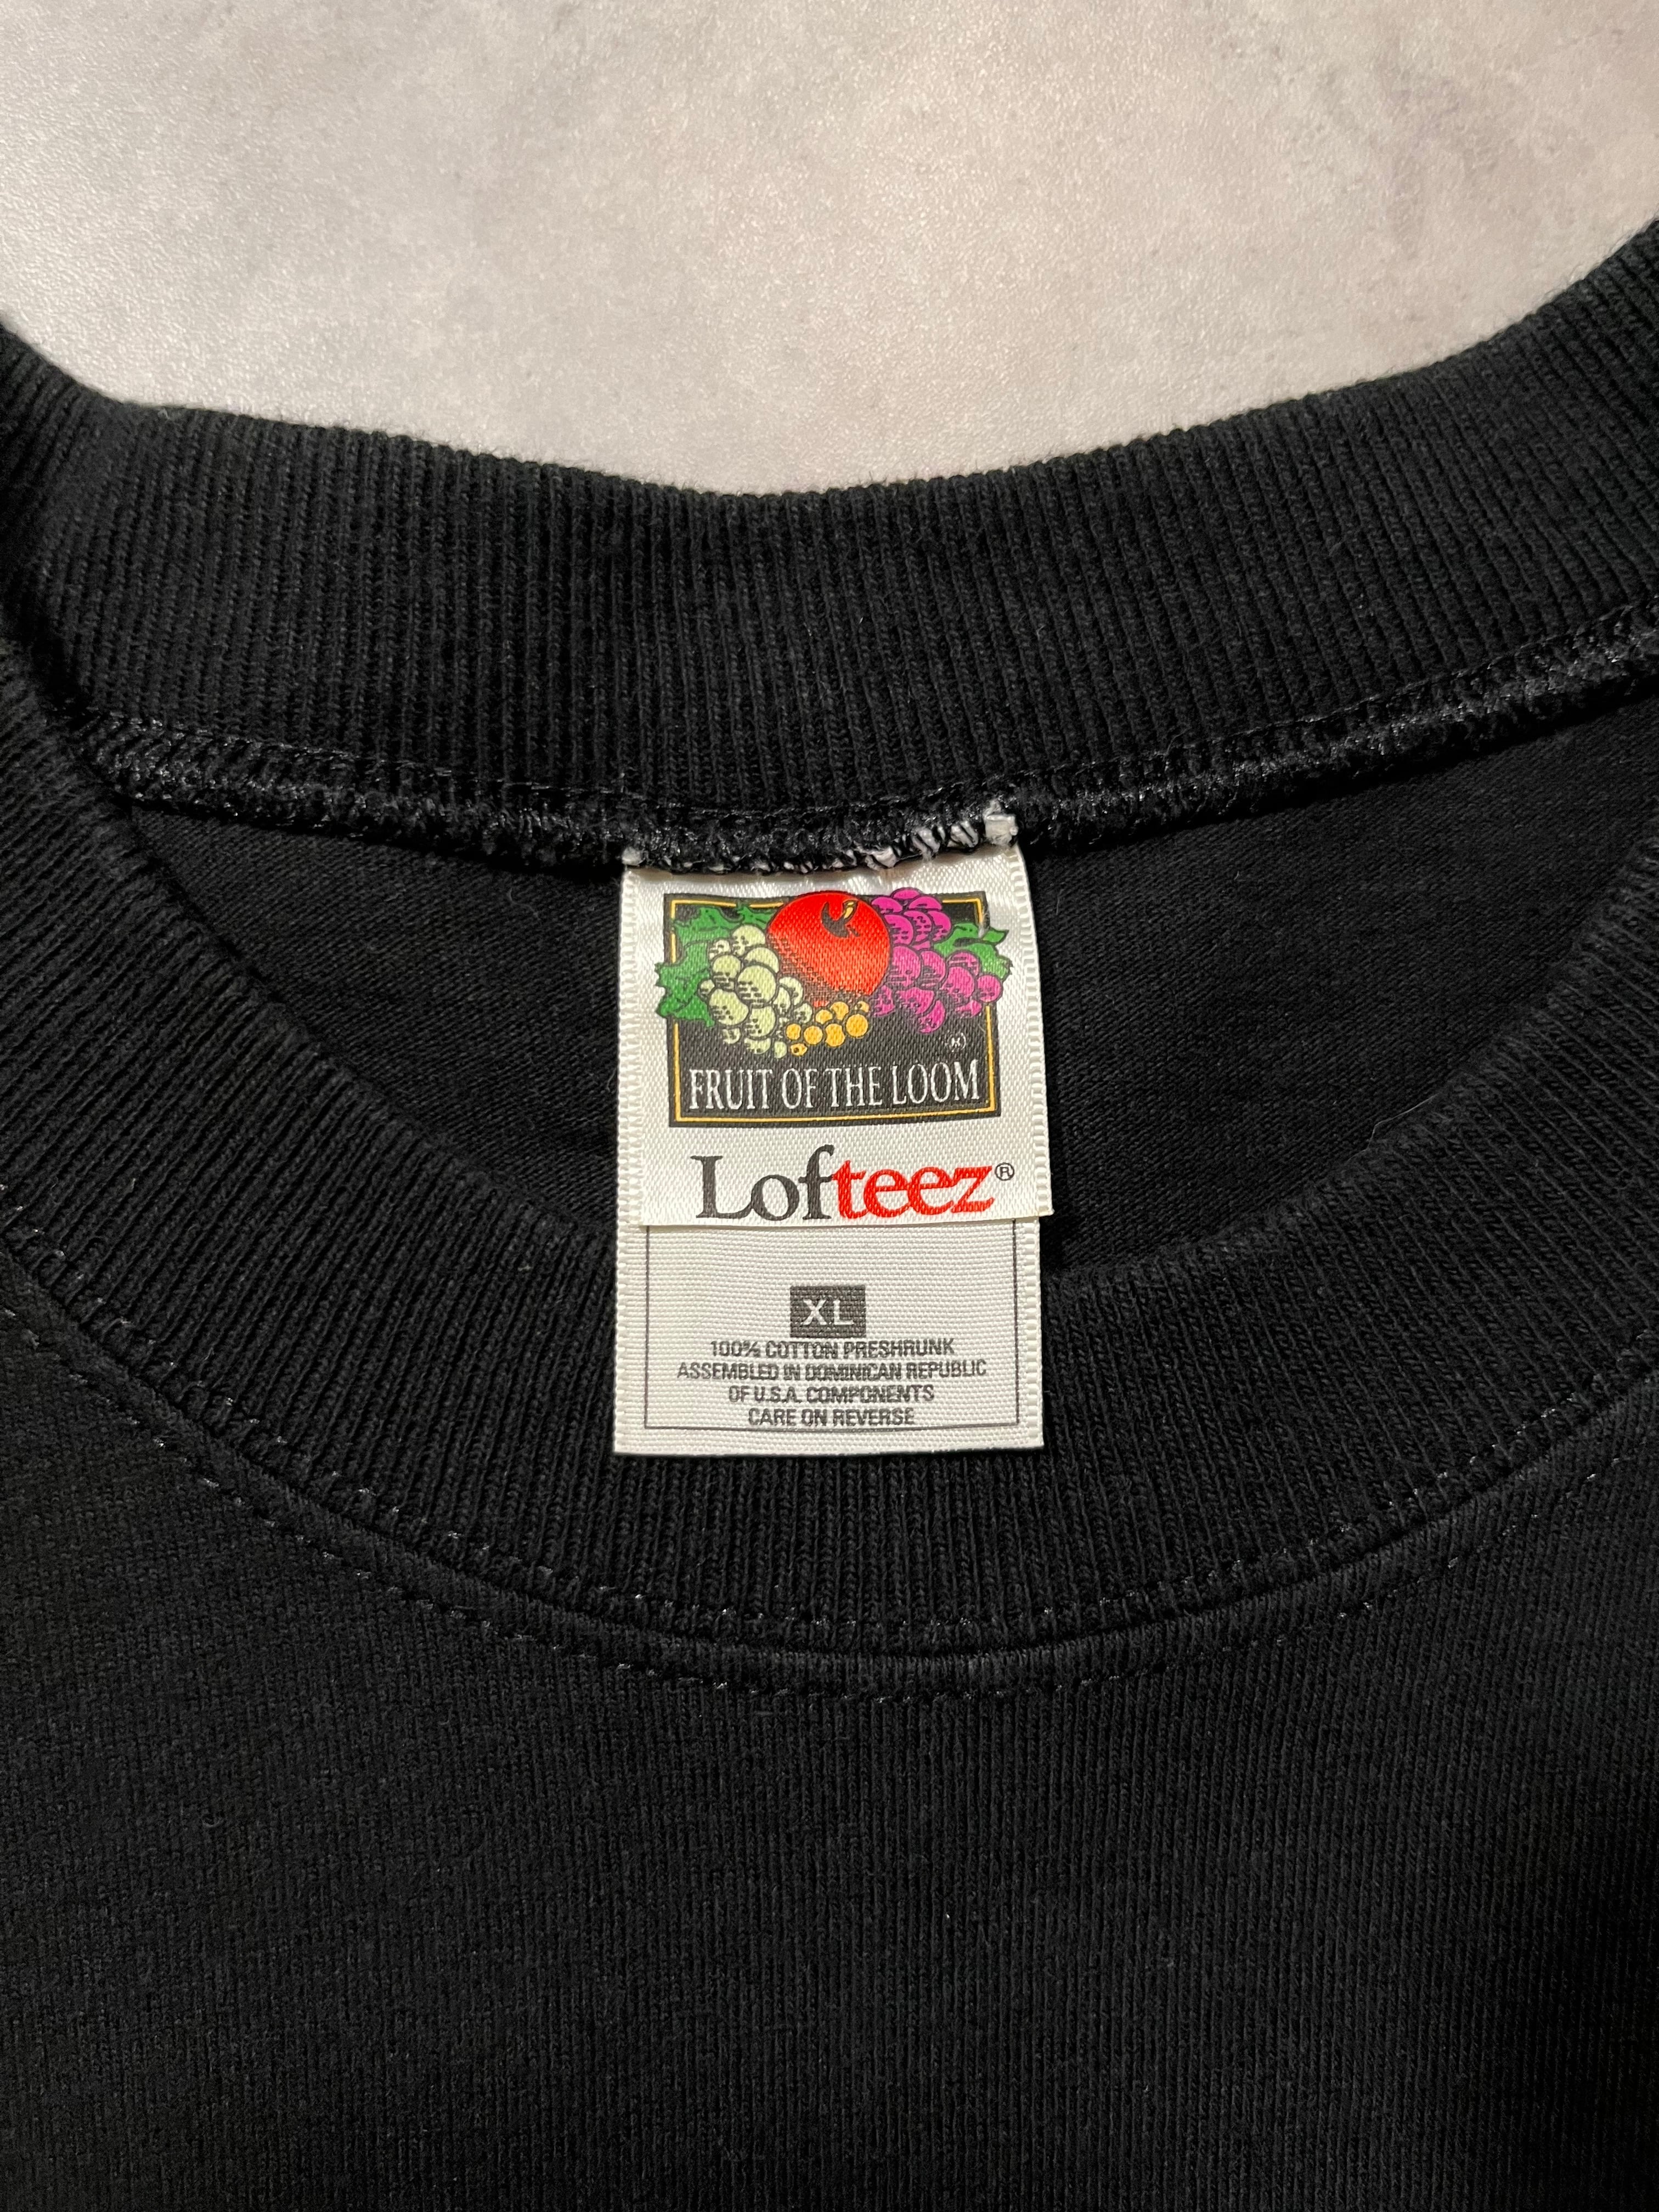 ®
FRUIT OF THE LOOM
Lofteez®
XL
100% COTTON PRESHRUNK
ASSEMBLED IN DOMINICAN REPUBLIC
OF U.S.A. COMPONENTS
CARE ON REVERSE